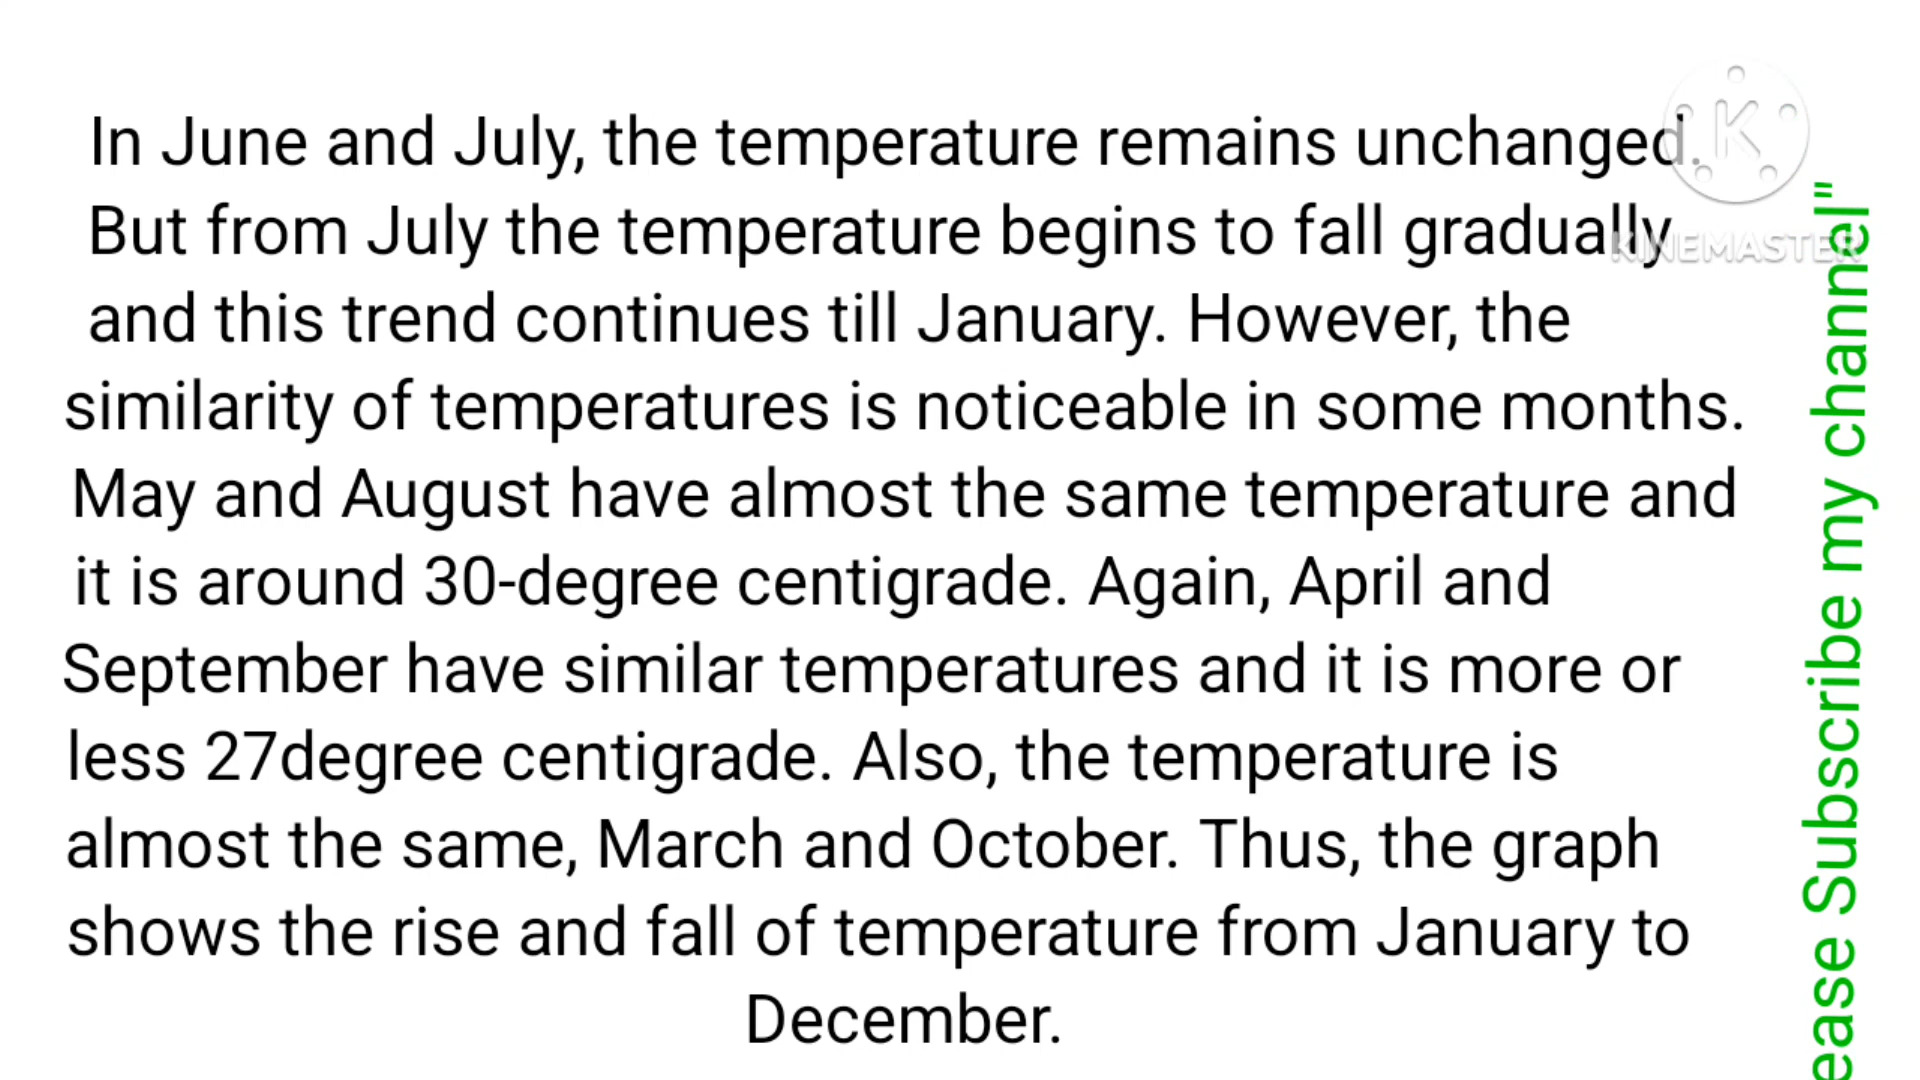 In June and July, the temperature remains unchanged.
But from July the temperature begins to fall gradually
and this trend continues till January. However, the
similarity of temperatures is noticeable in some months.
May and August have almost the same temperature and
it is around 30-degree centigrade. Again, April and
September have similar temperatures and it is more or
less 27degree centigrade. Also, the temperature is
almost the same, March and October. Thus, the graph
shows the rise and fall of temperature from January to
December.
K
KINEMASTER
ease Subscribe my channel"